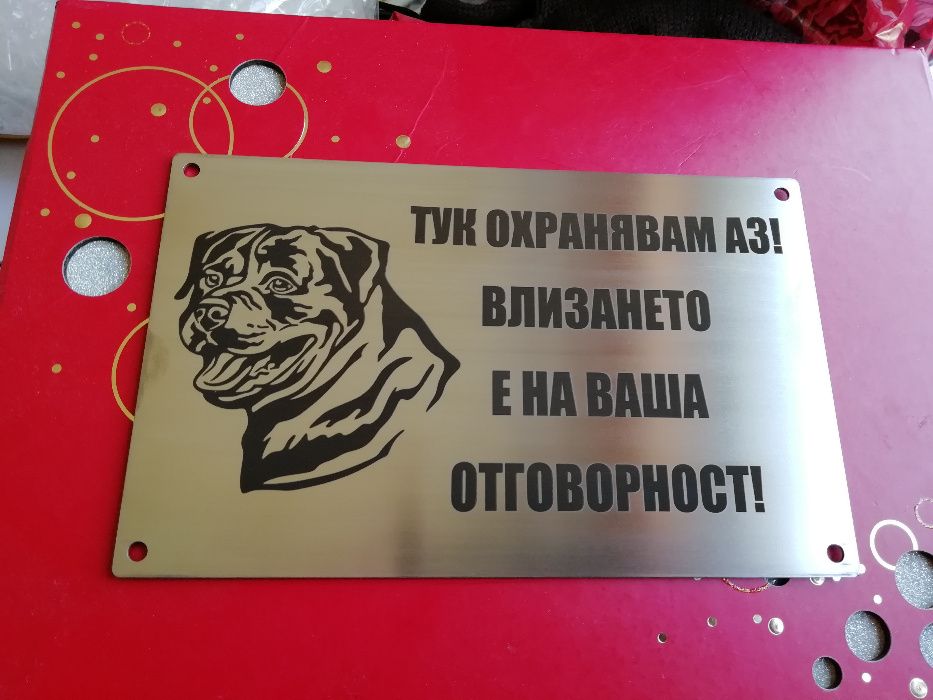 ТУК ОХРАНЯВАМ АЗ!
ВЛИЗАНЕТО
Е НА ВАША
ОТГОВОРНОСТ!